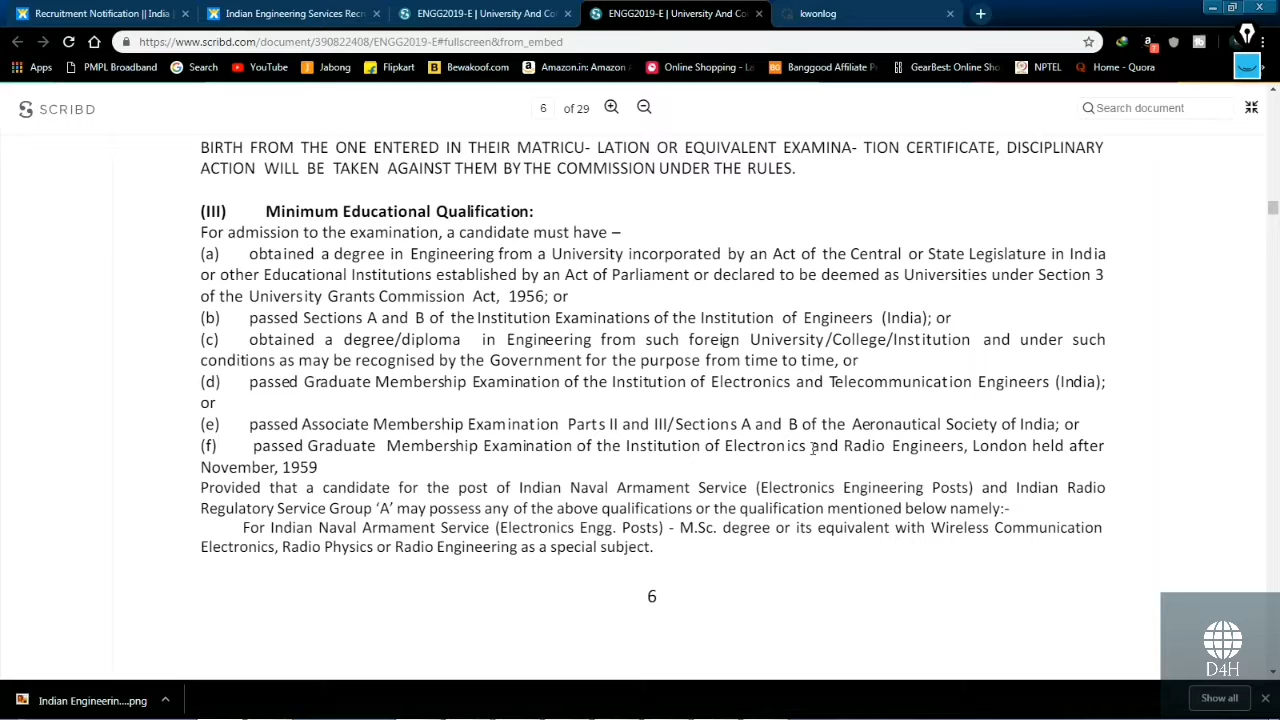 Recruitment Notification || India
Indian Engineering Services Recr
ENGG2019-E | University And Col
ENGG2019-E | University And Col
kwonlog
https://www.scribd.com/document/390822408/ENGG2019-E#fullscreen&from_embed
Apps PMPL Broadband Search YouTube Jabong Flipkart Bewakoof.com Amazon.in: Amazon Online Shopping - Le Banggood Affiliate P GearBest: Online Sho NPTEL Home - Quora
SCRIBD 6 of 29 Search document
BIRTH FROM THE ONE ENTERED IN THEIR MATRICU- LATION OR EQUIVALENT EXAMINA- TION CERTIFICATE, DISCIPLINARY
ACTION WILL BE TAKEN AGAINST THEM BY THE COMMISSION UNDER THE RULES.
(III) Minimum Educational Qualification:
For admission to the examination, a candidate must have –
(a) obtained a degree in Engineering from a University incorporated by an Act of the Central or State Legislature in India
or other Educational Institutions established by an Act of Parliament or declared to be deemed as Universities under Section 3
of the University Grants Commission Act, 1956; or
(b) passed Sections A and B of the Institution Examinations of the Institution of Engineers (India); or
(c) obtained a degree/diploma in Engineering from such foreign University/College/Institution and under such
conditions as may be recognised by the Government for the purpose from time to time, or
(d) passed Graduate Membership Examination of the Institution of Electronics and Telecommunication Engineers (India);
or
(e) passed Associate Membership Examination Parts II and III/Sections A and B of the Aeronautical Society of India; or
(f) passed Graduate Membership Examination of the Institution of Electronics and Radio Engineers, London held after
November, 1959
Provided that a candidate for the post of Indian Naval Armament Service (Electronics Engineering Posts) and Indian Radio
Regulatory Service Group ‘A’ may possess any of the above qualifications or the qualification mentioned below namely:-
For Indian Naval Armament Service (Electronics Engg. Posts) - M.Sc. degree or its equivalent with Wireless Communication
Electronics, Radio Physics or Radio Engineering as a special subject.
6
D4H
Indian Engineerin....png
Show all